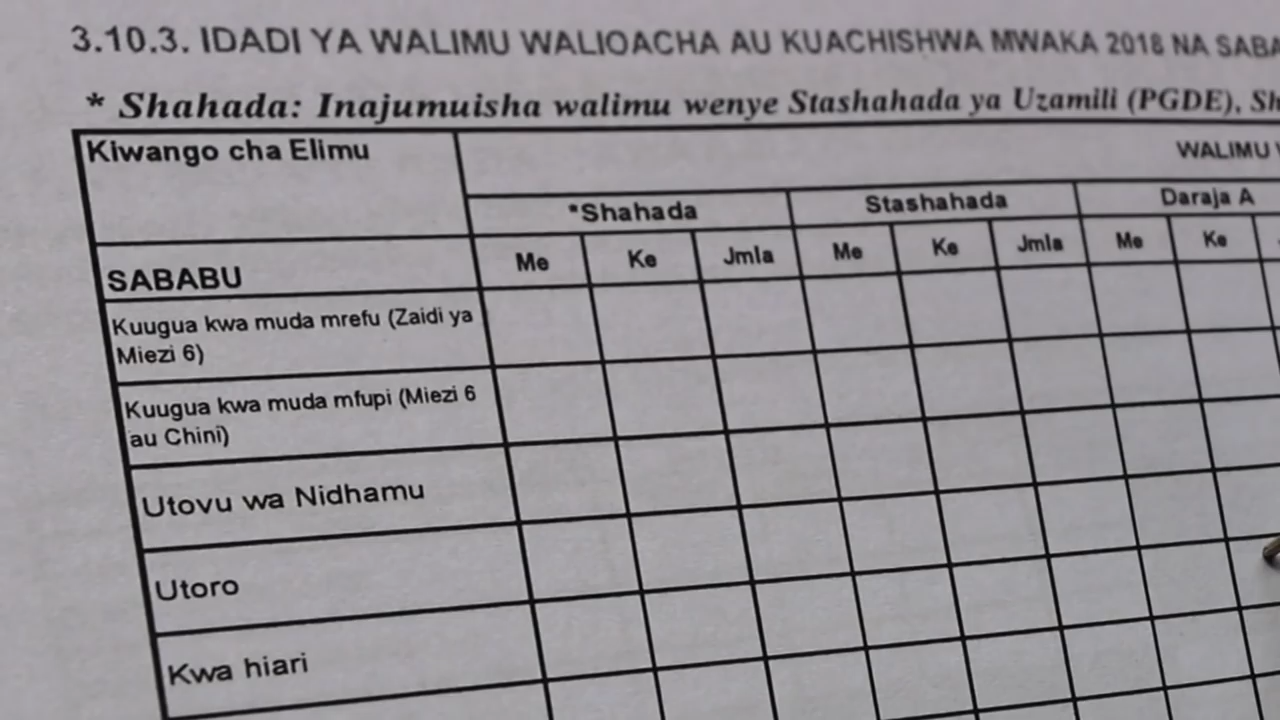 3.10.3. IDADI YA WALIMU WALIOACHA AU KUACHISHWA MWAKA 2018 NA
* Shahada: Inajumuisha walimu wenye Stashahada ya Uzamili (PGDE),
Kiwango cha Elimu
WALIMU
*Shahada Stashahada Daraja A
SABABU Me Ke Jmla Me Ke Jmla Me Ke
Kuugua kwa muda mrefu (Zaidi ya
Miezi 6)
Kuugua kwa muda mfupi (Miezi 6
au Chini)
Utovu wa Nidhamu
Utoro
Kwa hiari